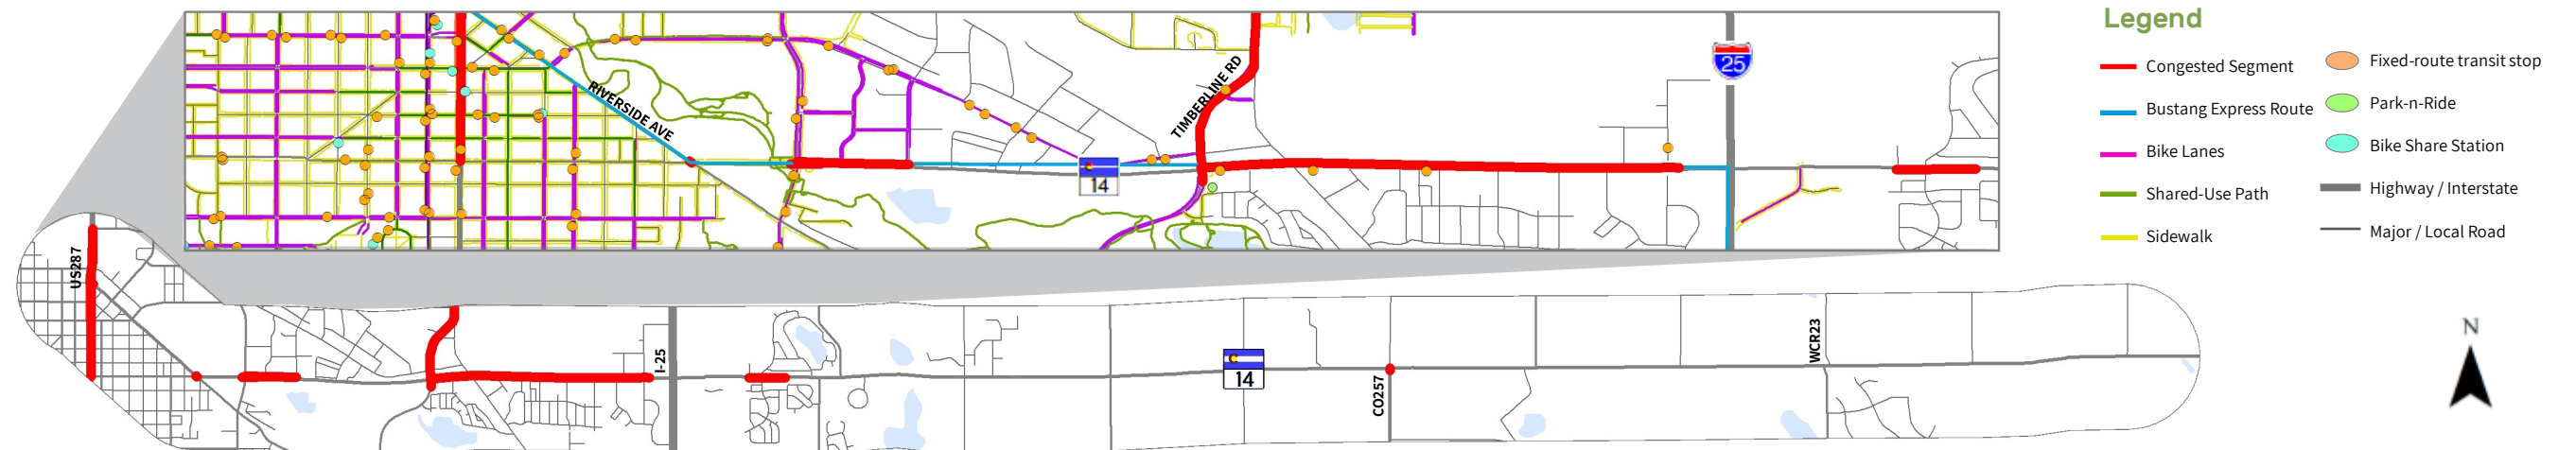 RIVERSIDE AVE
TIMBERLINE RD
25
14
US287
I-25
14
CO257
WCR23
Legend
Congested Segment
Bustang Express Route
Bike Lanes
Shared-Use Path
Sidewalk
Fixed-route transit stop
Park-n-Ride
Bike Share Station
Highway / Interstate
Major / Local Road
N